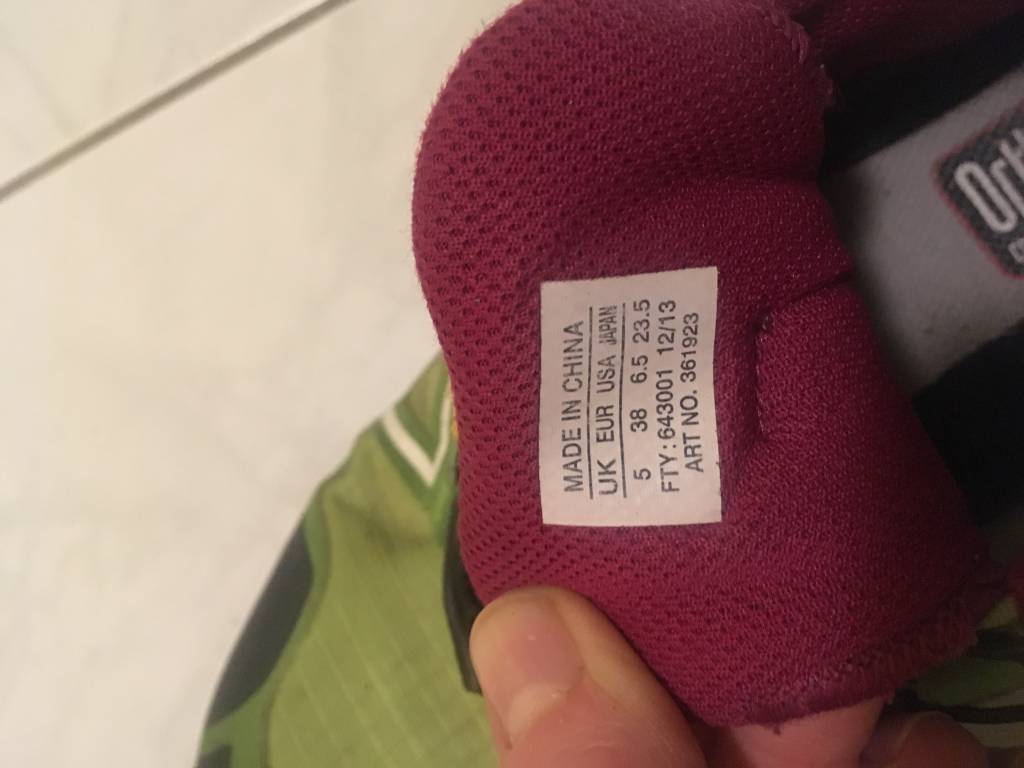 MADE IN CHINA
UK EUR USA JAPAN
5 38 6.5 23.5
FTY: 643001 12/13
ART NO. 361923